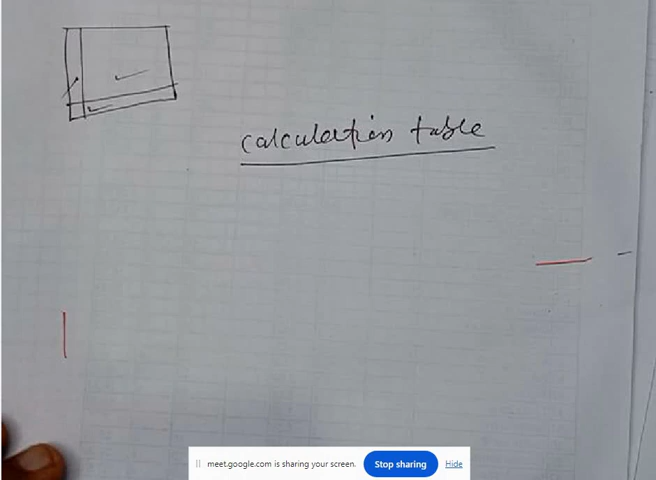 calculation table
meet.google.com is sharing your screen.
Stop sharing
Hide